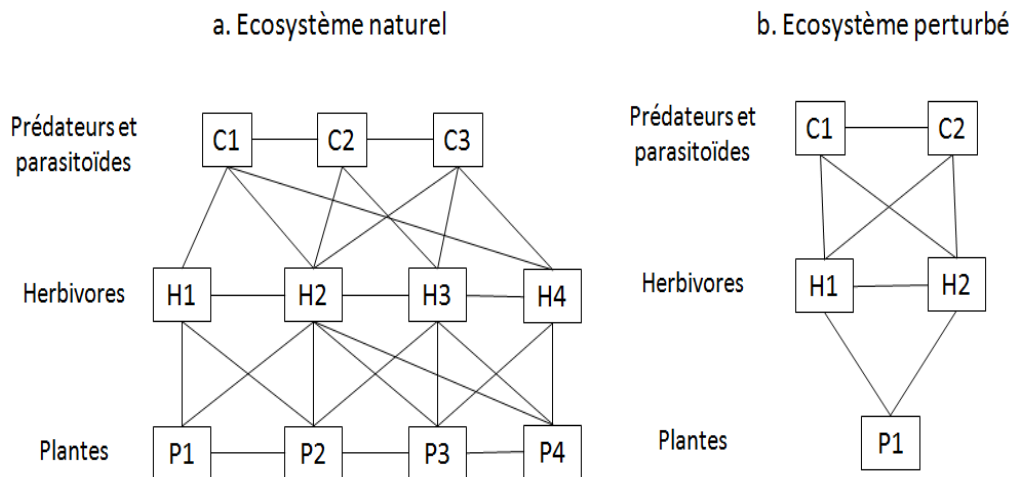 a. Ecosystème naturel
Prédateurs et
parasitoïdes
C1 C2 C3
Herbivores
H1 H2 H3 H4
Plantes
P1 P2 P3 P4
b. Ecosystème perturbé
Prédateurs et
parasitoïdes
C1 C2
Herbivores
H1 H2
Plantes
P1